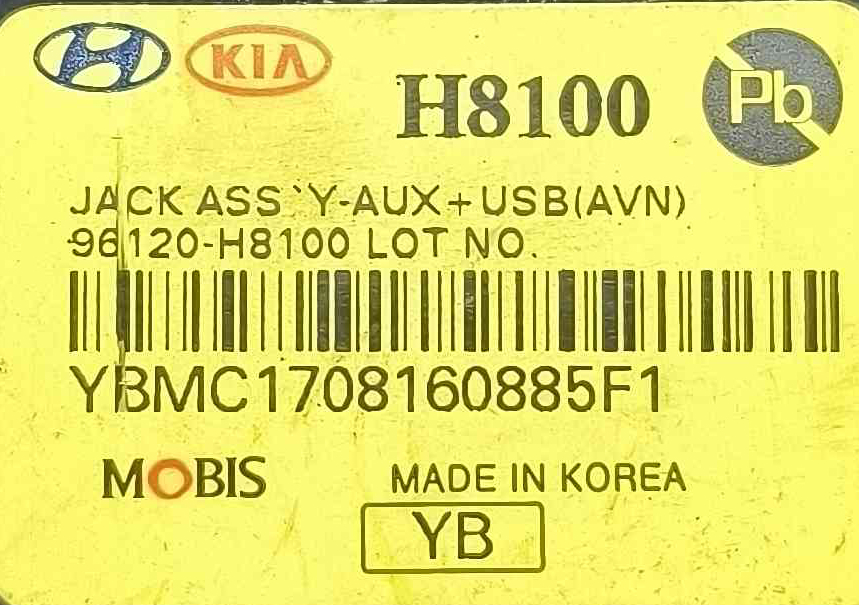 KIA
H8100
Pb
JACK ASS`Y-AUX+USB(AVN)
96120-H8100 LOT NO.
YBMC1708160885F1
MOBIS
MADE IN KOREA
YB